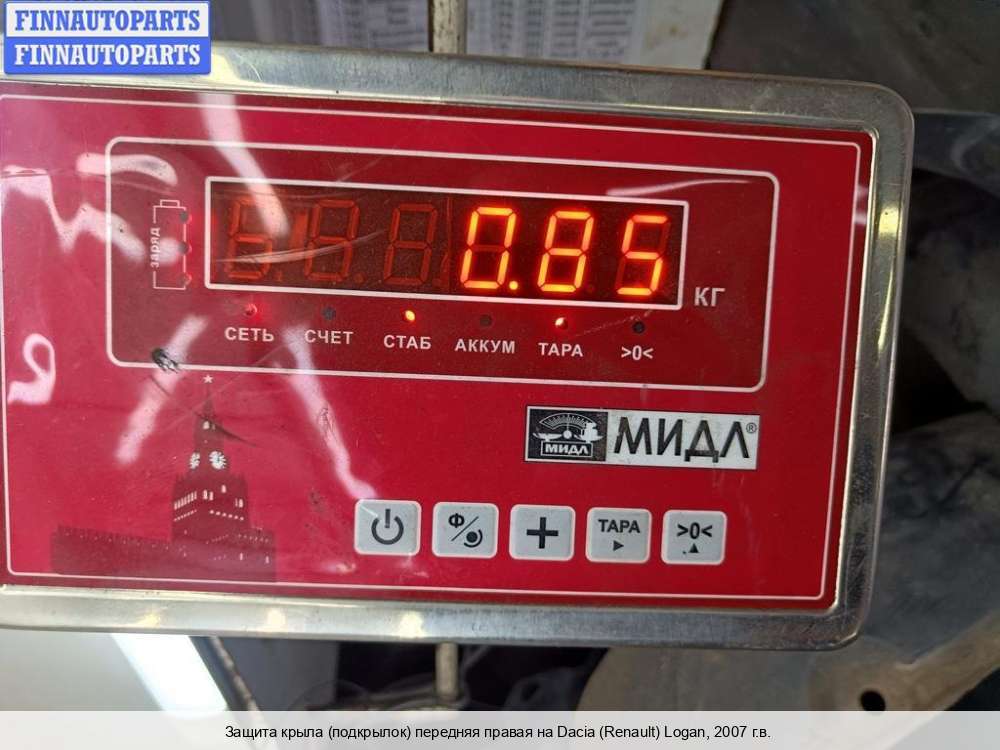 FINNAUTOPARTS
FINNAUTOPARTS
заряд
0.85
КГ
СЕТЬ СЧЕТ СТАБ АККУМ ТАРА >0<
МИДЛ
МИДЛ®
Ф ТАРА >0<
Защита крыла (подкрылок) передняя правая на Dacia (Renault) Logan, 2007 г.в.